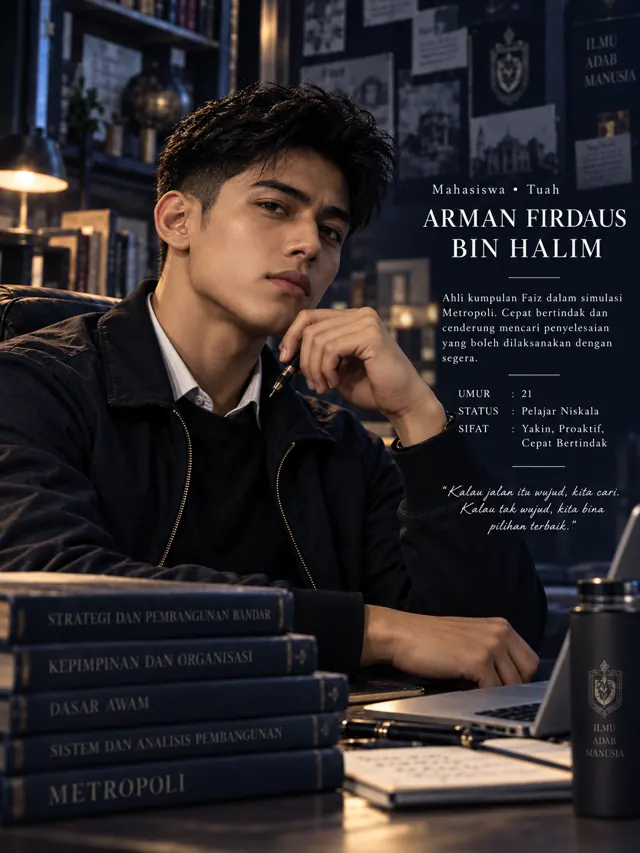 ILMU
ADAB
MANUSIA
Mahasiswa • Tuah
ARMAN FIRDAUS
BIN HALIM
Ahli kumpulan Faiz dalam simulasi
Metropoli. Cepat bertindak dan
cenderung mencari penyelesaian
yang boleh dilaksanakan dengan
segera.
UMUR : 21
STATUS : Pelajar Niskala
SIFAT : Yakin, Proaktif,
Cepat Bertindak
“Kalau jalan itu wujud, kita cari.
Kalau tak wujud, kita bina
pilihan terbaik.”
STRATEGI DAN PEMBANGUNAN BANDAR
KEPIMPINAN DAN ORGANISASI
DASAR AWAM
SISTEM DAN ANALISIS PEMBANGUNAN
METROPOLI
ILMU
ADAB
MANUSIA